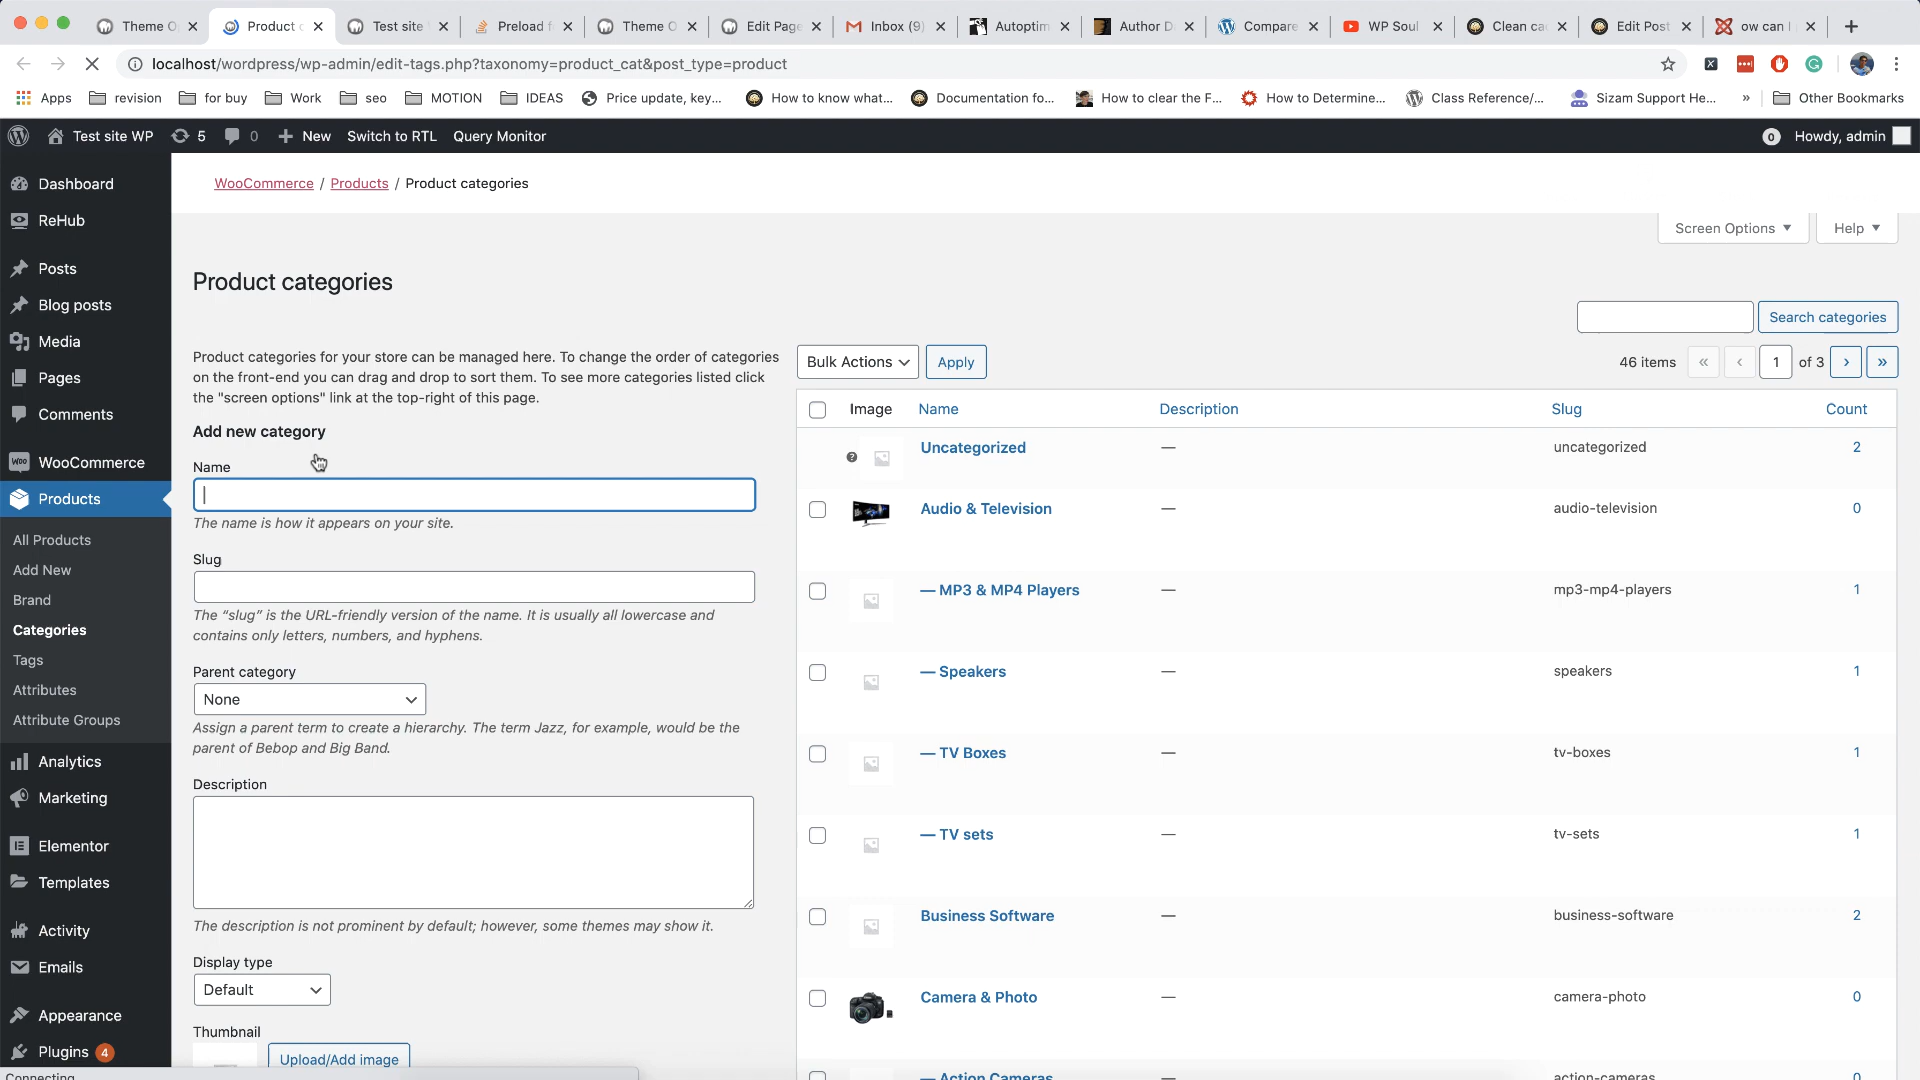 Theme O
Product c
Test site
Preload f
Theme O
Edit Page
Inbox (9)
Autoptim
Author D
Compare
WP Soul
Clean cac
Edit Post
ow can I
localhost/wordpress/wp-admin/edit-tags.php?taxonomy=product_cat&post_type=product
Apps
revision
for buy
Work
seo
MOTION
IDEAS
Price update, key...
How to know what...
Documentation fo...
How to clear the F...
How to Determine...
Class Reference/...
Sizam Support He...
»
Other Bookmarks
Test site WP
5
0
New
Switch to RTL
Query Monitor
0
Howdy, admin
Dashboard
ReHub
Posts
Blog posts
Media
Pages
Comments
WooCommerce
Products
All Products
Add New
Brand
Categories
Tags
Attributes
Attribute Groups
Analytics
Marketing
Elementor
Templates
Activity
Emails
Appearance
Plugins 4
Connecting
WooCommerce / Products / Product categories
Screen Options
Help
Product categories
Search categories
Product categories for your store can be managed here. To change the order of categories
on the front-end you can drag and drop to sort them. To see more categories listed click
the "screen options" link at the top-right of this page.
Add new category
Name
The name is how it appears on your site.
Slug
The “slug” is the URL-friendly version of the name. It is usually all lowercase and
contains only letters, numbers, and hyphens.
Parent category
None
Assign a parent term to create a hierarchy. The term Jazz, for example, would be the
parent of Bebop and Big Band.
Description
The description is not prominent by default; however, some themes may show it.
Display type
Default
Thumbnail
Upload/Add image
Bulk Actions
Apply
46 items « ‹ 1 of 3 › »
Image Name Description Slug Count
Uncategorized — uncategorized 2
Audio & Television — audio-television 0
— MP3 & MP4 Players — mp3-mp4-players 1
— Speakers — speakers 1
— TV Boxes — tv-boxes 1
— TV sets — tv-sets 1
Business Software — business-software 2
Camera & Photo — camera-photo 0
— Action Cameras — action-cameras 0